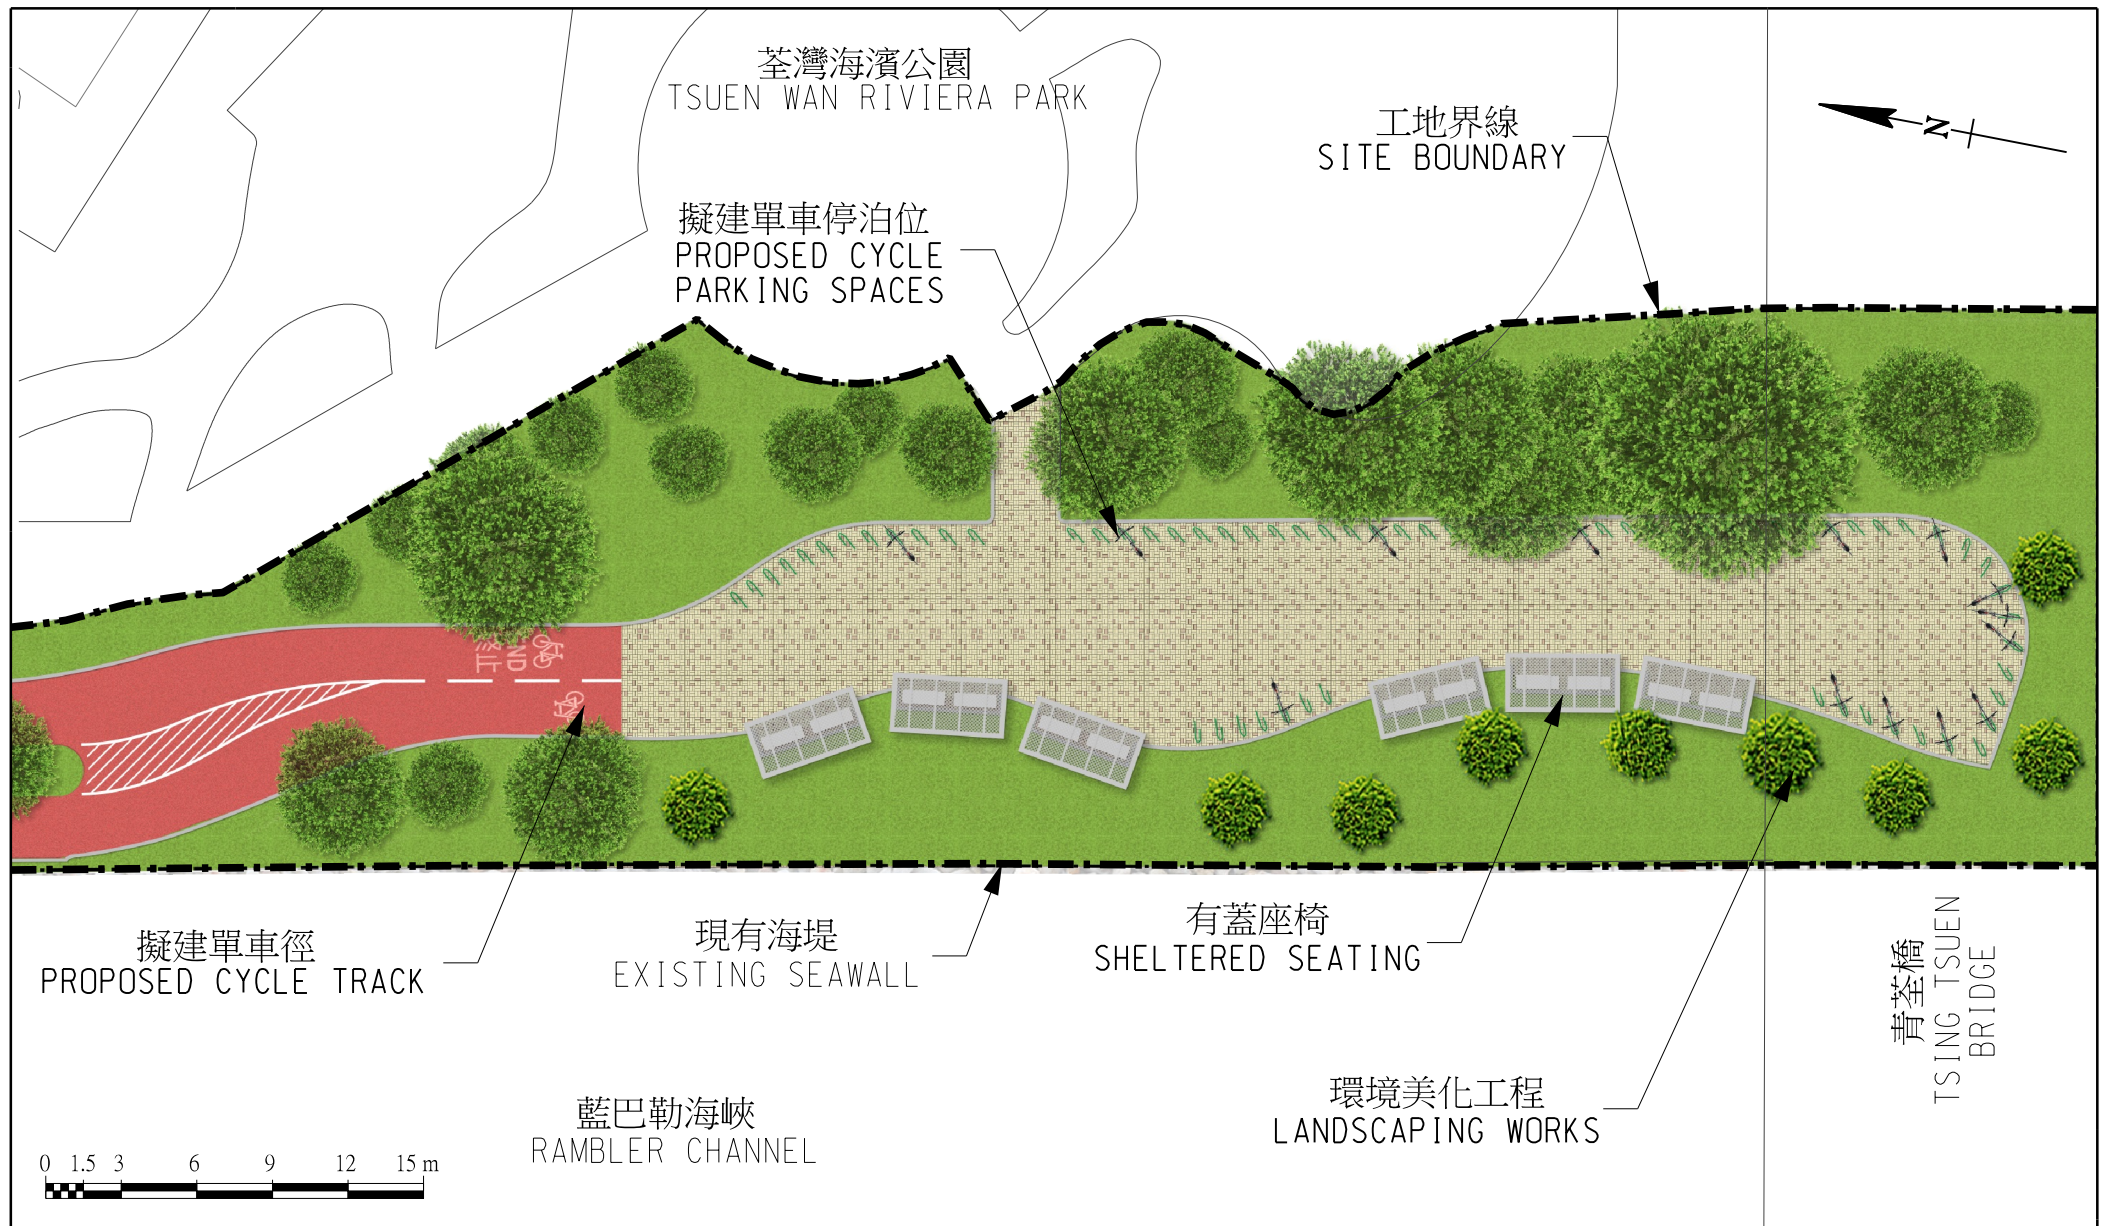 荃灣海濱公園
TSUEN WAN RIVIERA PARK
工地界線
SITE BOUNDARY
N
擬建單車停泊位
PROPOSED CYCLE
PARKING SPACES
終止
END
擬建單車徑
PROPOSED CYCLE TRACK
現有海堤
EXISTING SEAWALL
有蓋座椅
SHELTERED SEATING
青荃橋
TSING TSUEN
BRIDGE
環境美化工程
LANDSCAPING WORKS
藍巴勒海峽
RAMBLER CHANNEL
0 1.5 3 6 9 12 15 m